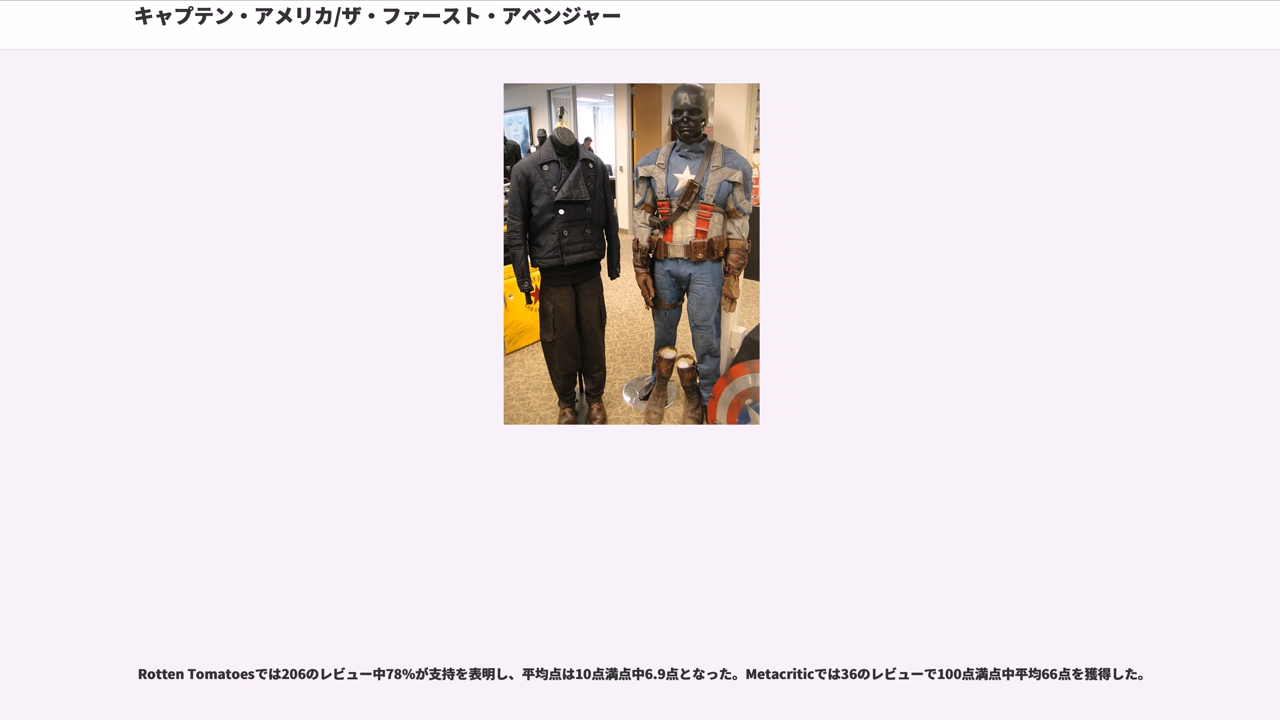 キャプテン・アメリカ/ザ・ファースト・アベンジャー
A
Rotten Tomatoesでは206のレビュー中78%が支持を表明し、平均点は10点満点中6.9点となった。Metacriticでは36のレビューで100点満点中平均66点を獲得した。